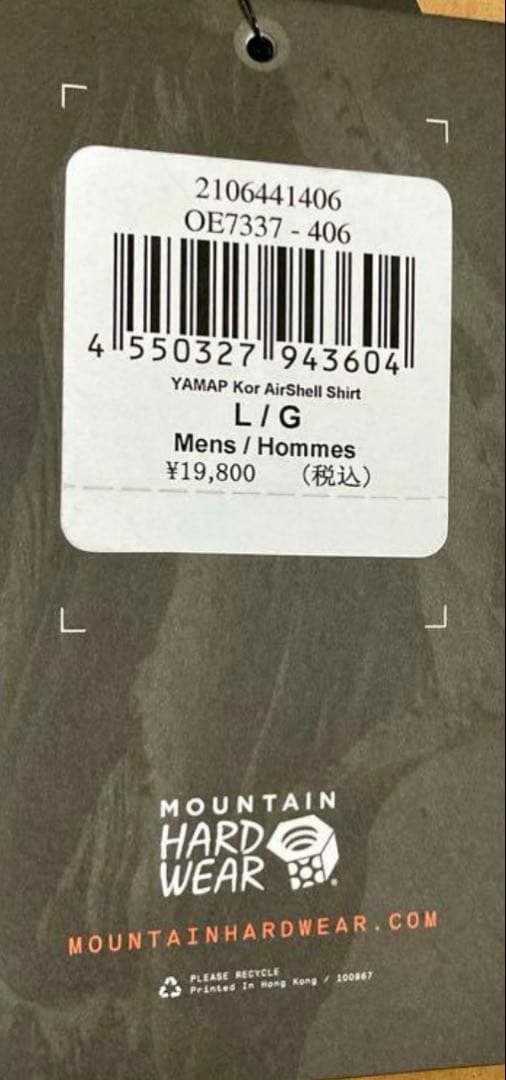 2106441406
OE7337 - 406
4 550327 943604
YAMAP Kor AirShell Shirt
L / G
Mens / Hommes
¥19,800 （税込）
MOUNTAIN
HARD
WEAR
MOUNTAINHARDWEAR.COM
PLEASE RECYCLE
Printed In Hong Kong / 100867